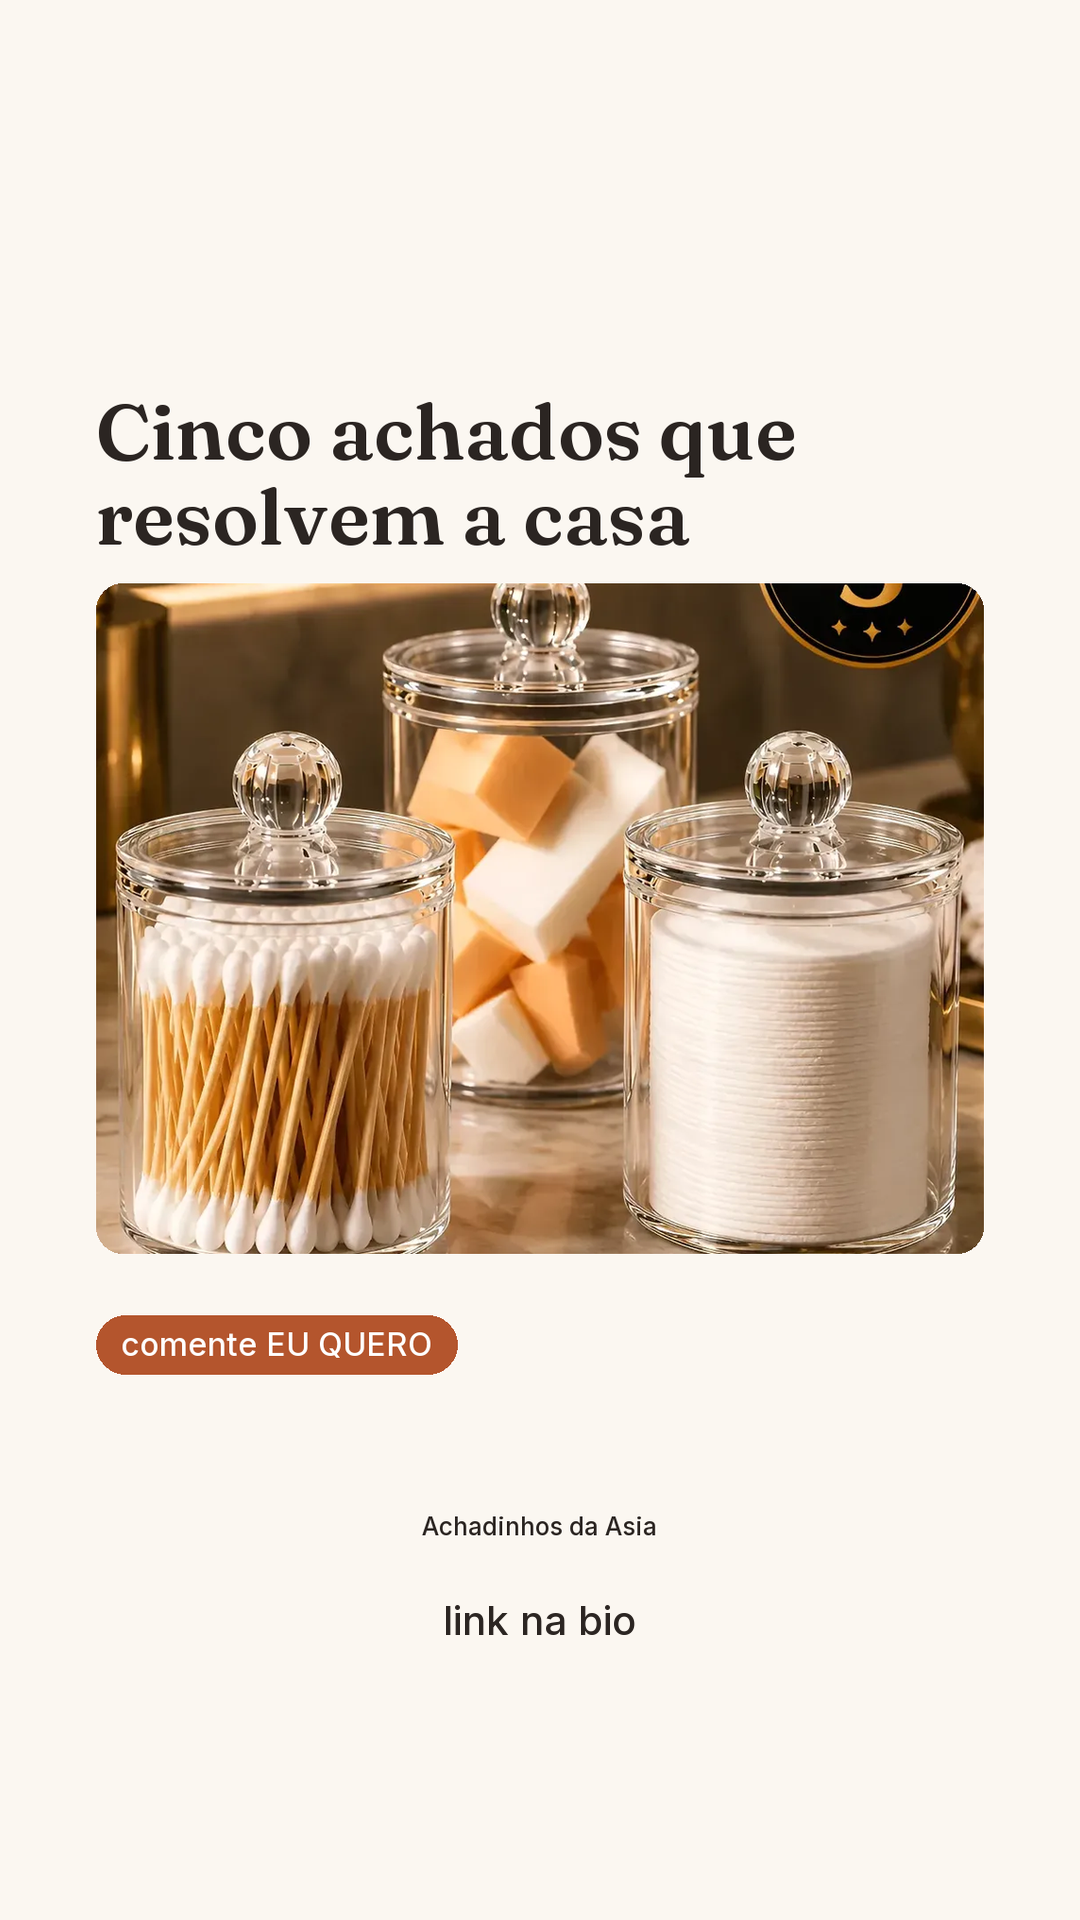 Cinco achados que
resolvem a casa
comente EU QUERO
Achadinhos da Asia
link na bio